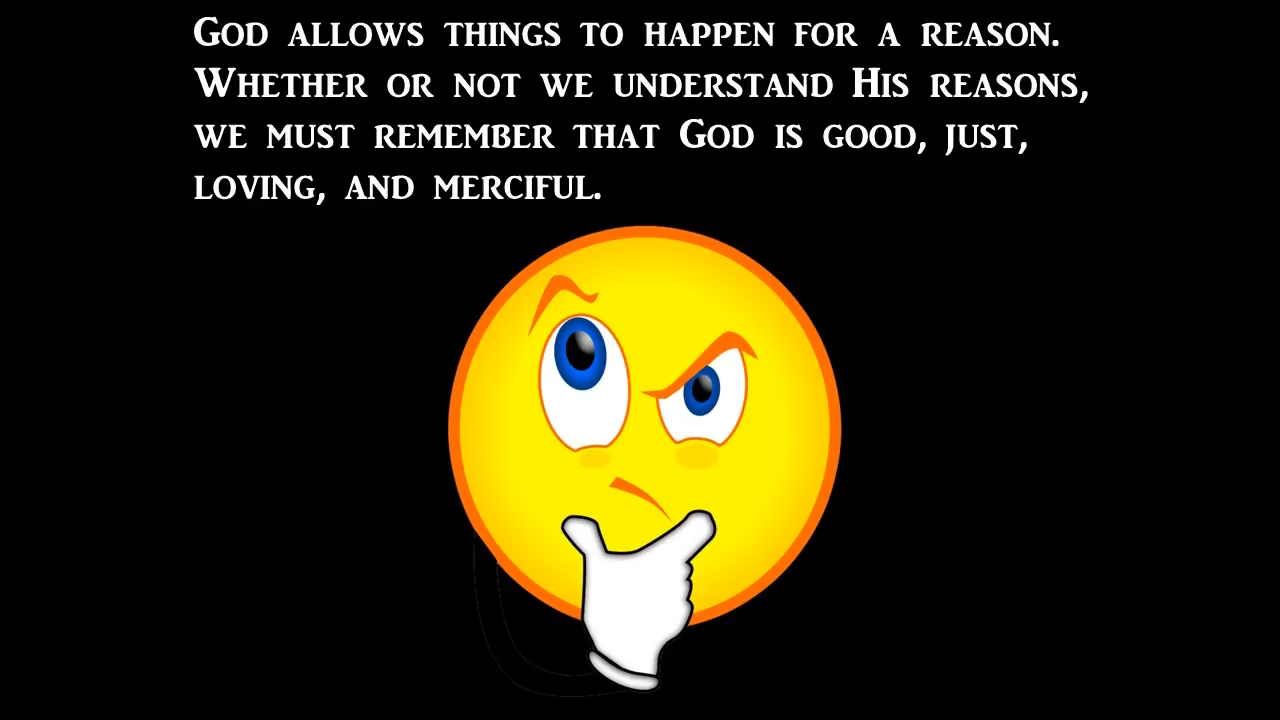 God allows things to happen for a reason.
Whether or not we understand His reasons,
we must remember that God is good, just,
loving, and merciful.